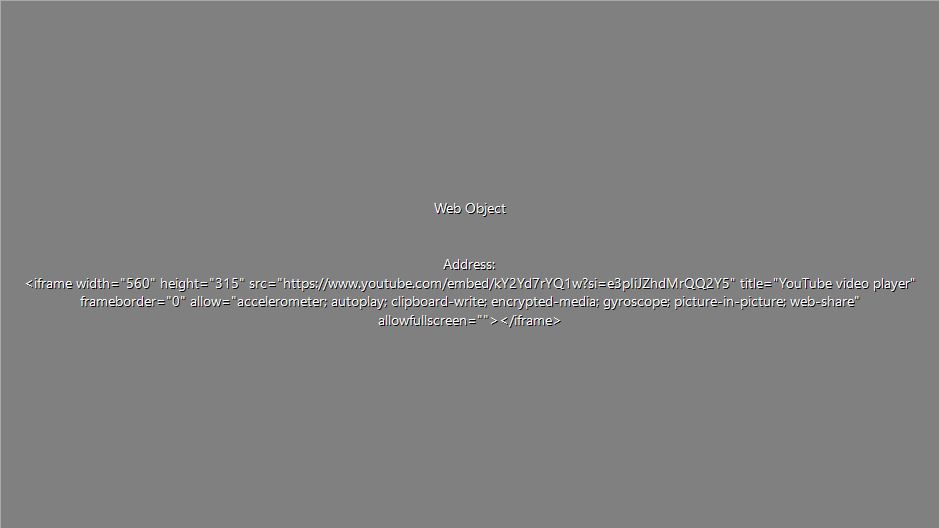 Web Object
Address:
<iframe width="560" height="315" src="https://www.youtube.com/embed/kY2Yd7rYQ1w?si=e3pIiJZhdMrQQ2Y5" title="YouTube video player"
frameborder="0" allow="accelerometer; autoplay; clipboard-write; encrypted-media; gyroscope; picture-in-picture; web-share"
allowfullscreen=""></iframe>